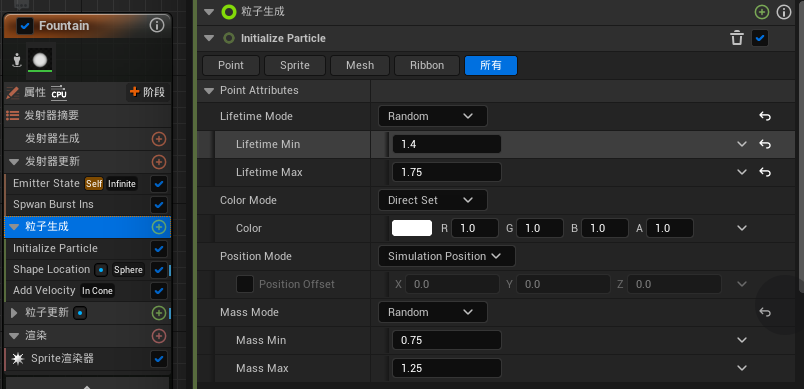 Fountain
属性 CPU 阶段
发射器摘要
发射器生成
发射器更新
Emitter State Self Infinite
Spwan Burst Ins
粒子生成
Initialize Particle
Shape Location Sphere
Add Velocity In Cone
粒子更新
渲染
Sprite渲染器
粒子生成
Initialize Particle
Point Sprite Mesh Ribbon 所有
Point Attributes
Lifetime Mode Random
Lifetime Min 1.4
Lifetime Max 1.75
Color Mode Direct Set
Color R 1.0 G 1.0 B 1.0 A 1.0
Position Mode Simulation Position
Position Offset X 0.0 Y 0.0 Z 0.0
Mass Mode Random
Mass Min 0.75
Mass Max 1.25